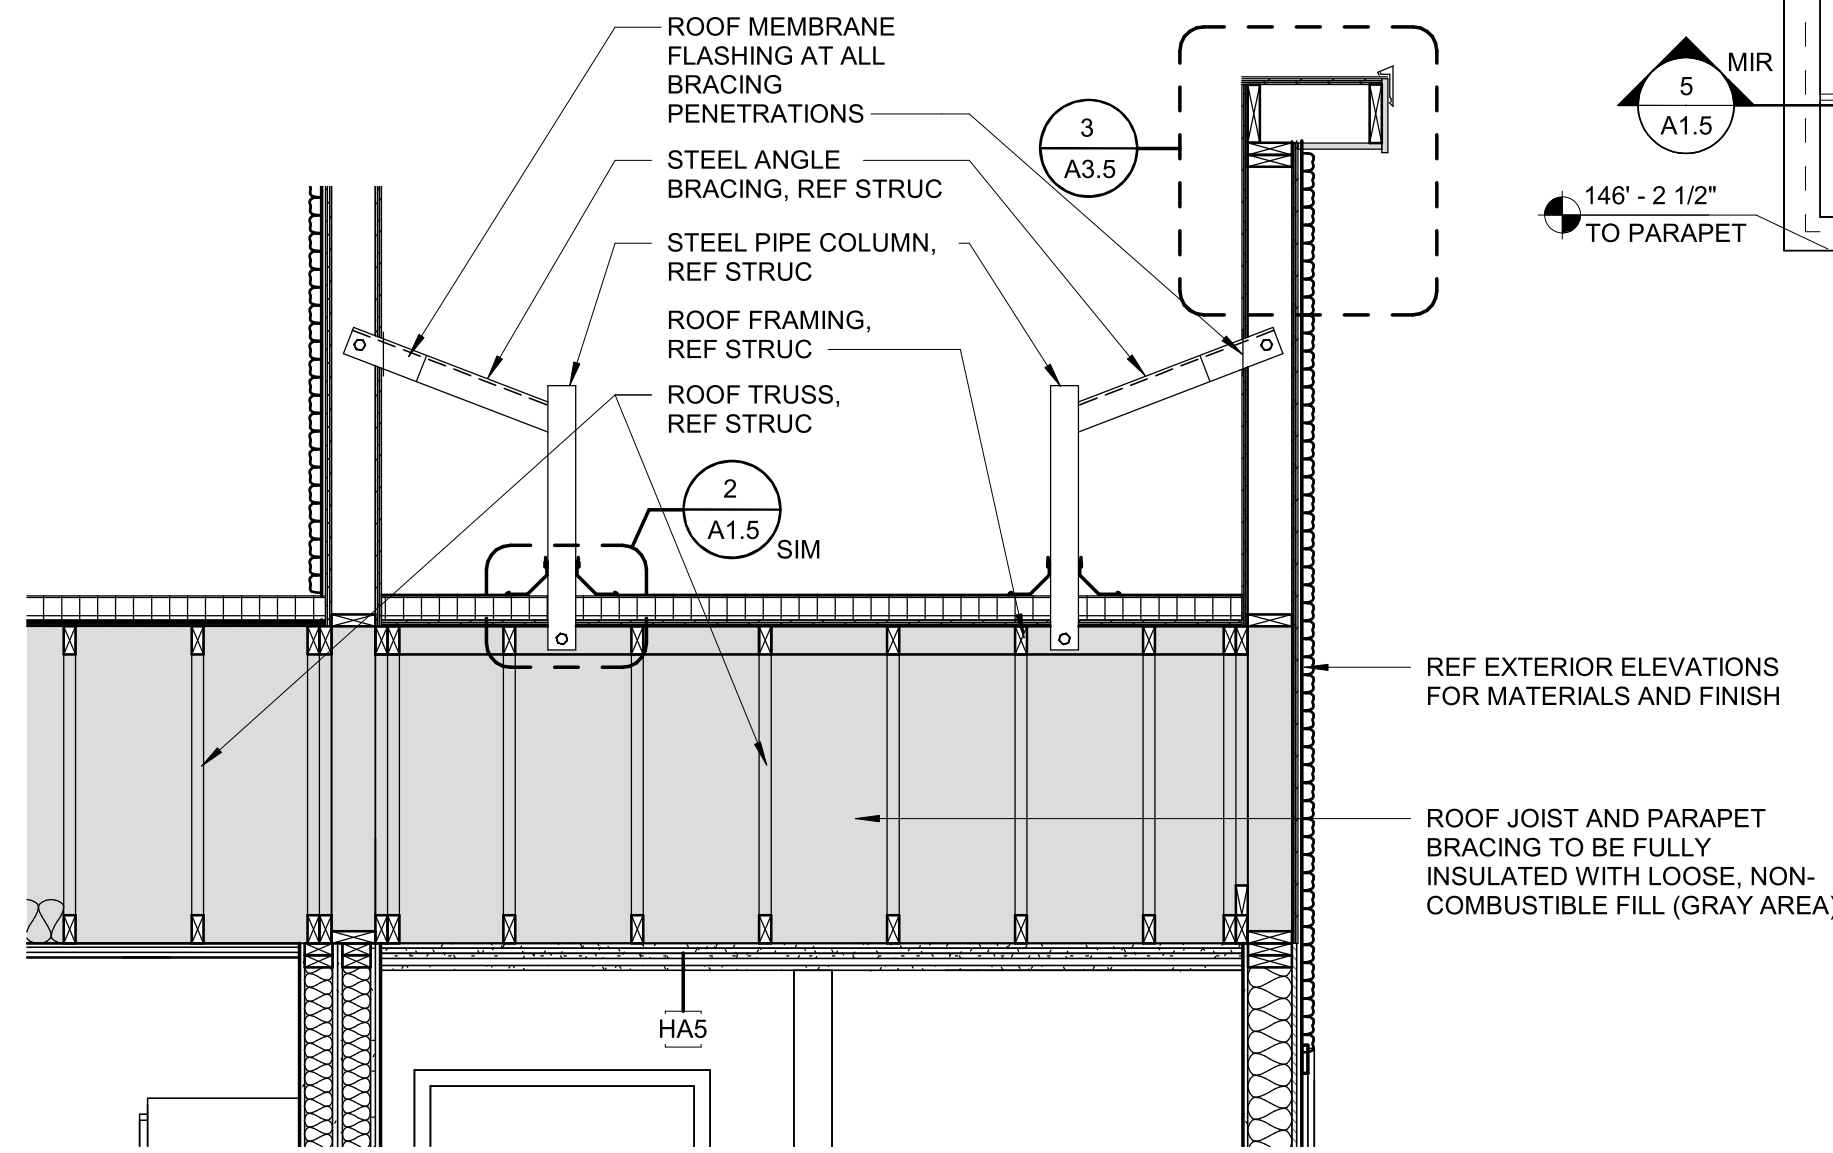 ROOF MEMBRANE
FLASHING AT ALL
BRACING
PENETRATIONS
STEEL ANGLE
BRACING, REF STRUC
STEEL PIPE COLUMN,
REF STRUC
ROOF FRAMING,
REF STRUC
ROOF TRUSS,
REF STRUC
2
A1.5
SIM
3
A3.5
5
A1.5
MIR
146' - 2 1/2"
TO PARAPET
REF EXTERIOR ELEVATIONS
FOR MATERIALS AND FINISH
ROOF JOIST AND PARAPET
BRACING TO BE FULLY
INSULATED WITH LOOSE, NON-
COMBUSTIBLE FILL (GRAY AREA)
HA5